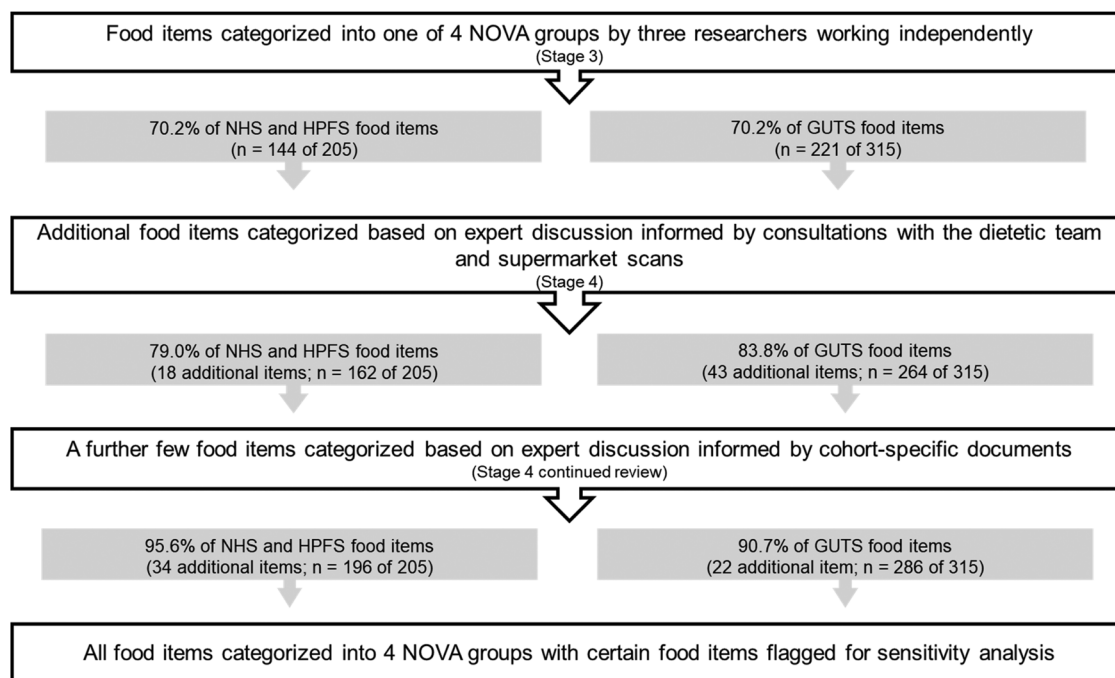 Food items categorized into one of 4 NOVA groups by three researchers working independently
(Stage 3)
70.2% of NHS and HPFS food items
(n = 144 of 205)
70.2% of GUTS food items
(n = 221 of 315)
Additional food items categorized based on expert discussion informed by consultations with the dietetic team
and supermarket scans
(Stage 4)
79.0% of NHS and HPFS food items
(18 additional items; n = 162 of 205)
83.8% of GUTS food items
(43 additional items; n = 264 of 315)
A further few food items categorized based on expert discussion informed by cohort-specific documents
(Stage 4 continued review)
95.6% of NHS and HPFS food items
(34 additional items; n = 196 of 205)
90.7% of GUTS food items
(22 additional item; n = 286 of 315)
All food items categorized into 4 NOVA groups with certain food items flagged for sensitivity analysis